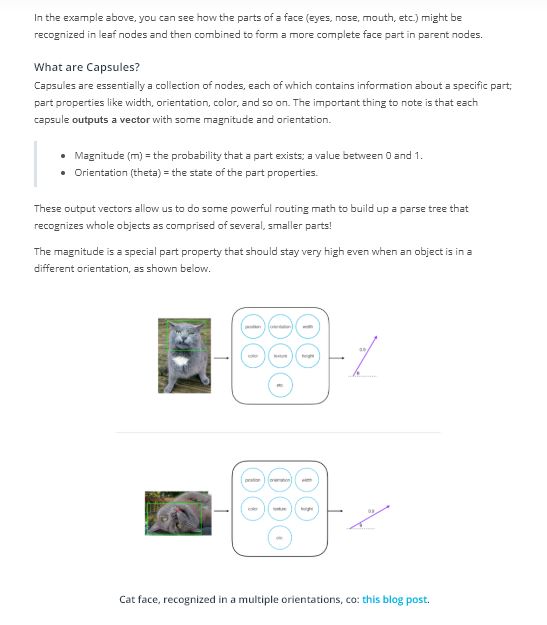 In the example above, you can see how the parts of a face (eyes, nose, mouth, etc.) might be
recognized in leaf nodes and then combined to form a more complete face part in parent nodes.
What are Capsules?
Capsules are essentially a collection of nodes, each of which contains information about a specific part;
part properties like width, orientation, color, and so on. The important thing to note is that each
capsule outputs a vector with some magnitude and orientation.
• Magnitude (m) = the probability that a part exists; a value between 0 and 1.
• Orientation (theta) = the state of the part properties.
These output vectors allow us to do some powerful routing math to build up a parse tree that
recognizes whole objects as comprised of several, smaller parts!
The magnitude is a special part property that should stay very high even when an object is in a
different orientation, as shown below.
position orientation width
color texture height
etc
position orientation width
color texture height
etc
Cat face, recognized in a multiple orientations, co: this blog post.